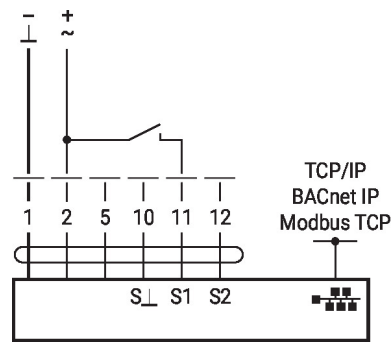 − +
⊥ ~
TCP/IP
BACnet IP
Modbus TCP
1 2 5 10 11 12
S⊥ S1 S2